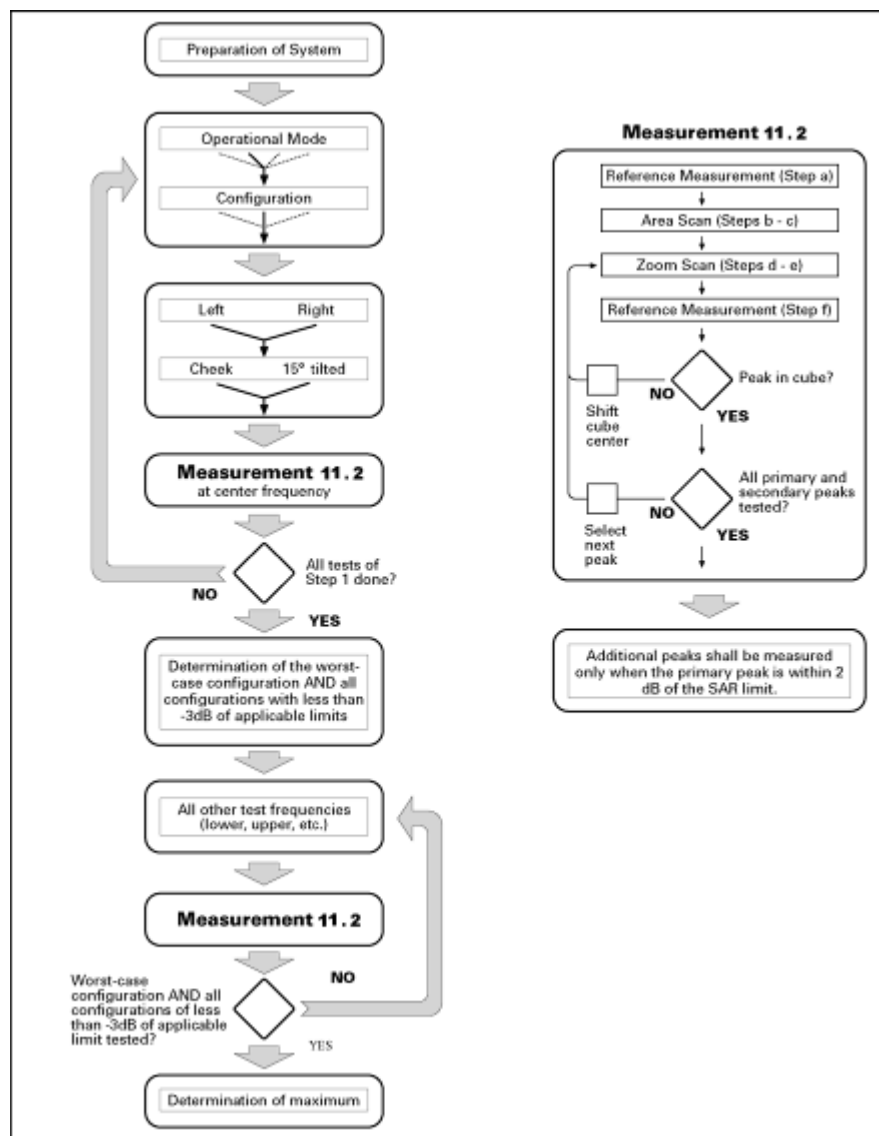 Preparation of System
Operational Mode
Configuration
Left Right
Cheek 15º tilted
Measurement 11.2
at center frequency
All tests of
Step 1 done?
NO
YES
Determination of the worst-
case configuration AND all
configurations with less than
-3dB of applicable limits
All other test frequencies
(lower, upper, etc.)
Measurement 11.2
Worst-case
configuration AND all
configurations of less
than -3dB of applicable
limit tested?
NO
YES
Determination of maximum
Measurement 11.2
Reference Measurement (Step a)
Area Scan (Steps b - c)
Zoom Scan (Steps d - e)
Reference Measurement (Step f)
Peak in cube?
NO
YES
Shift
cube
center
All primary and
secondary peaks
tested?
NO
YES
Select
next
peak
Additional peaks shall be measured
only when the primary peak is within 2
dB of the SAR limit.